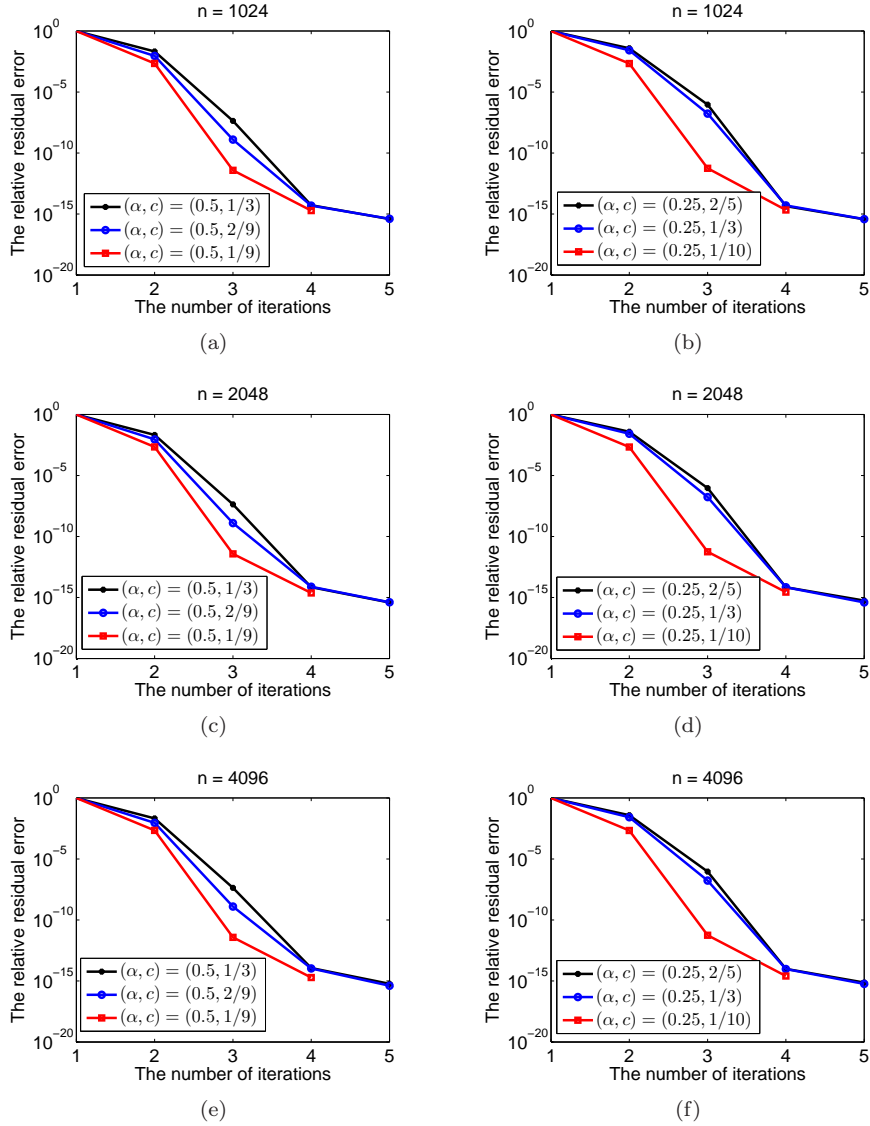 n = 1024
The relative residual error
10^0
10^−5
10^−10
10^−15
10^−20
(α, c) = (0.5, 1/3)
(α, c) = (0.5, 2/9)
(α, c) = (0.5, 1/9)
1 2 3 4 5
The number of iterations
(a)
n = 1024
The relative residual error
10^0
10^−5
10^−10
10^−15
10^−20
(α, c) = (0.25, 2/5)
(α, c) = (0.25, 1/3)
(α, c) = (0.25, 1/10)
1 2 3 4 5
The number of iterations
(b)
n = 2048
The relative residual error
10^0
10^−5
10^−10
10^−15
10^−20
(α, c) = (0.5, 1/3)
(α, c) = (0.5, 2/9)
(α, c) = (0.5, 1/9)
1 2 3 4 5
The number of iterations
(c)
n = 2048
The relative residual error
10^0
10^−5
10^−10
10^−15
10^−20
(α, c) = (0.25, 2/5)
(α, c) = (0.25, 1/3)
(α, c) = (0.25, 1/10)
1 2 3 4 5
The number of iterations
(d)
n = 4096
The relative residual error
10^0
10^−5
10^−10
10^−15
10^−20
(α, c) = (0.5, 1/3)
(α, c) = (0.5, 2/9)
(α, c) = (0.5, 1/9)
1 2 3 4 5
The number of iterations
(e)
n = 4096
The relative residual error
10^0
10^−5
10^−10
10^−15
10^−20
(α, c) = (0.25, 2/5)
(α, c) = (0.25, 1/3)
(α, c) = (0.25, 1/10)
1 2 3 4 5
The number of iterations
(f)